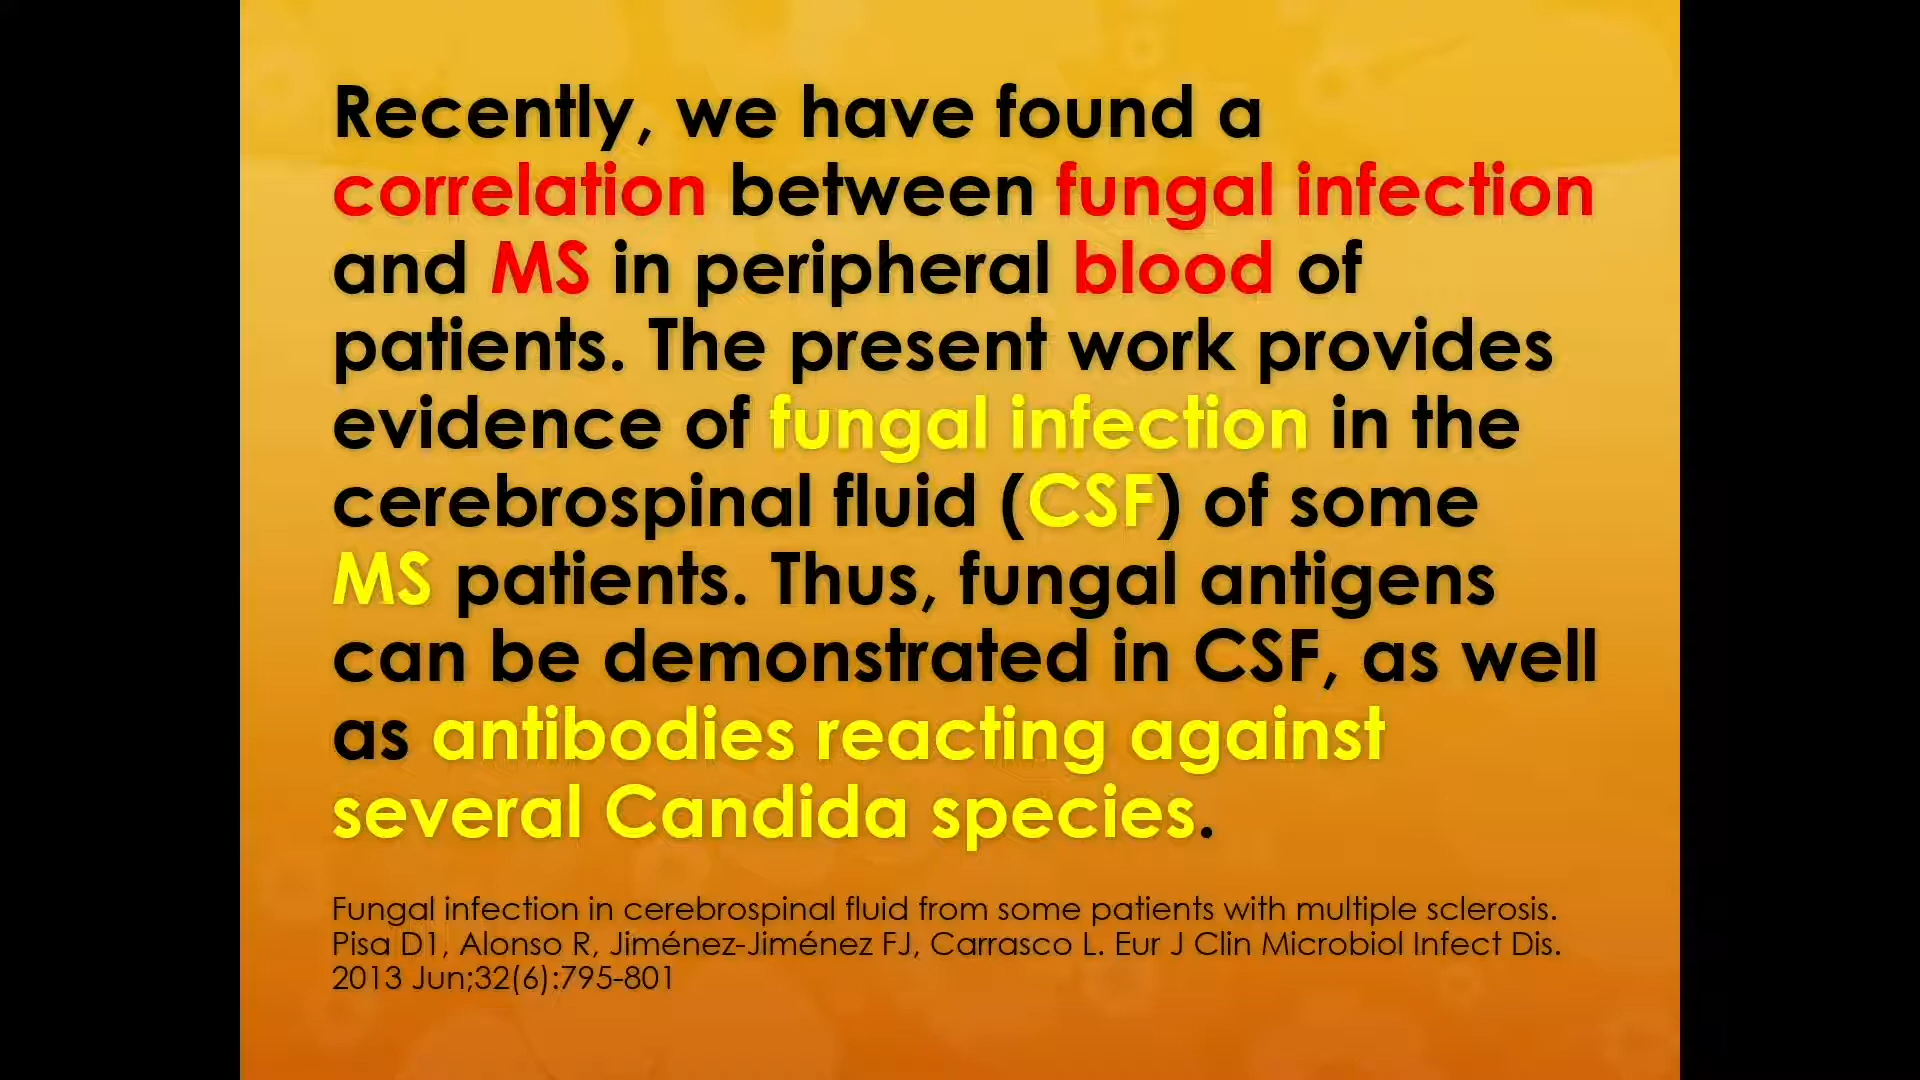 Recently, we have found a
correlation between fungal infection
and MS in peripheral blood of
patients. The present work provides
evidence of fungal infection in the
cerebrospinal fluid (CSF) of some
MS patients. Thus, fungal antigens
can be demonstrated in CSF, as well
as antibodies reacting against
several Candida species.
Fungal infection in cerebrospinal fluid from some patients with multiple sclerosis.
Pisa D1, Alonso R, Jiménez-Jiménez FJ, Carrasco L. Eur J Clin Microbiol Infect Dis.
2013 Jun;32(6):795-801